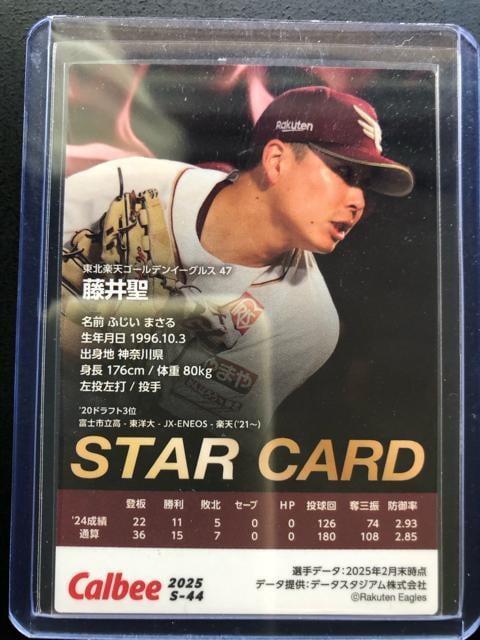 Rakuten
東北楽天ゴールデンイーグルス 47
藤井聖
名前 ふじい まさる
生年月日 1996.10.3
出身地 神奈川県
身長 176cm / 体重 80kg
左投左打 / 投手
'20ドラフト3位
富士市立高 - 東洋大 - JX-ENEOS - 楽天('21~)
STAR CARD
登板 勝利 敗北 セーブ HP 投球回 奪三振 防御率
'24成績 22 11 5 0 0 126 74 2.93
通算 36 15 7 0 0 180 108 2.85
Calbee 2025 S-44
選手データ:2025年2月末時点
データ提供:データスタジアム株式会社
©Rakuten Eagles